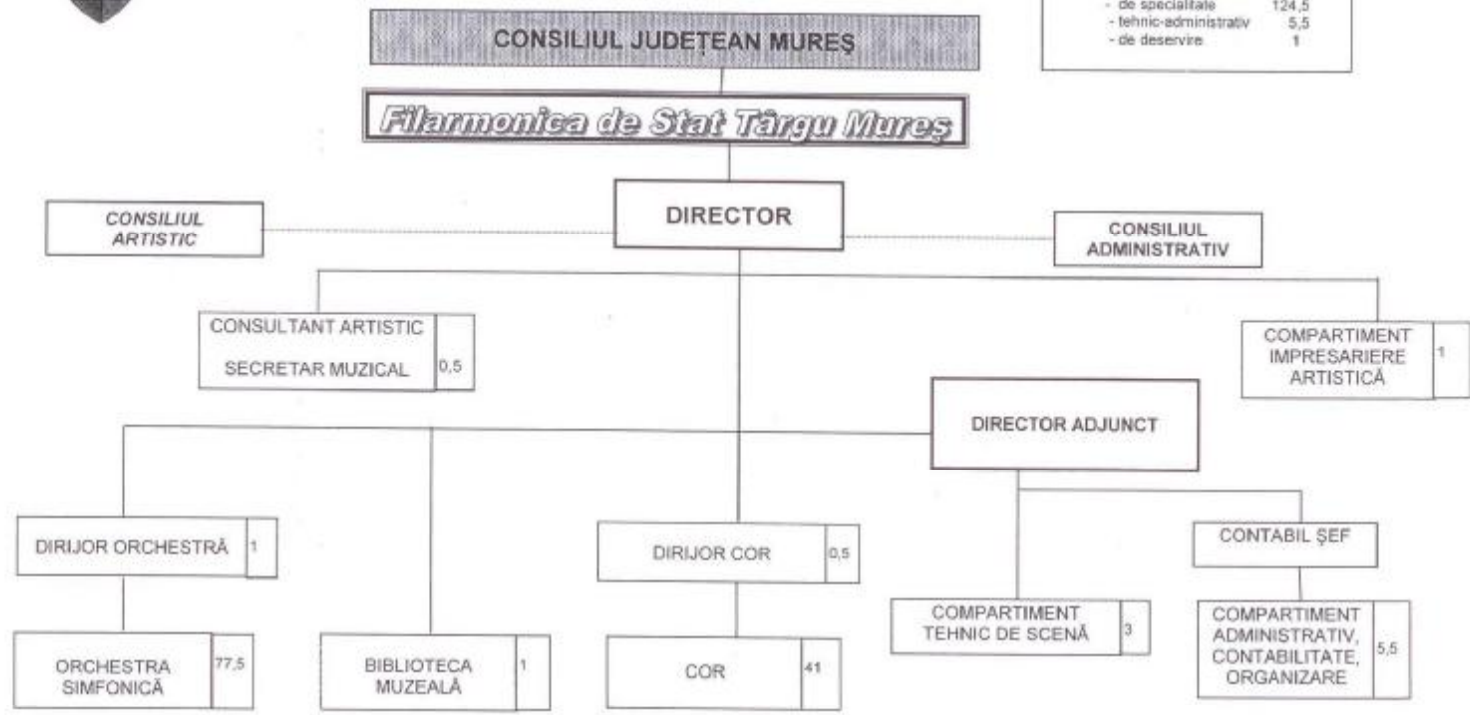 - de specialitate 124,5
- tehnic-administrativ 5,5
- de deservire 1
CONSILIUL JUDEŢEAN MUREŞ
Filarmonica de Stat Târgu Mureş
DIRECTOR
CONSILIUL
ARTISTIC
CONSILIUL
ADMINISTRATIV
CONSULTANT ARTISTIC
SECRETAR MUZICAL 0,5
COMPARTIMENT
IMPRESARIERE
ARTISTICĂ
1
DIRECTOR ADJUNCT
DIRIJOR ORCHESTRĂ 1
DIRIJOR COR 0,5
CONTABIL ŞEF
COMPARTIMENT
TEHNIC DE SCENĂ
3
COMPARTIMENT
ADMINISTRATIV,
CONTABILITATE,
ORGANIZARE
5,5
ORCHESTRA
SIMFONICĂ
77,5
BIBLIOTECA
MUZEALĂ
1
COR 41